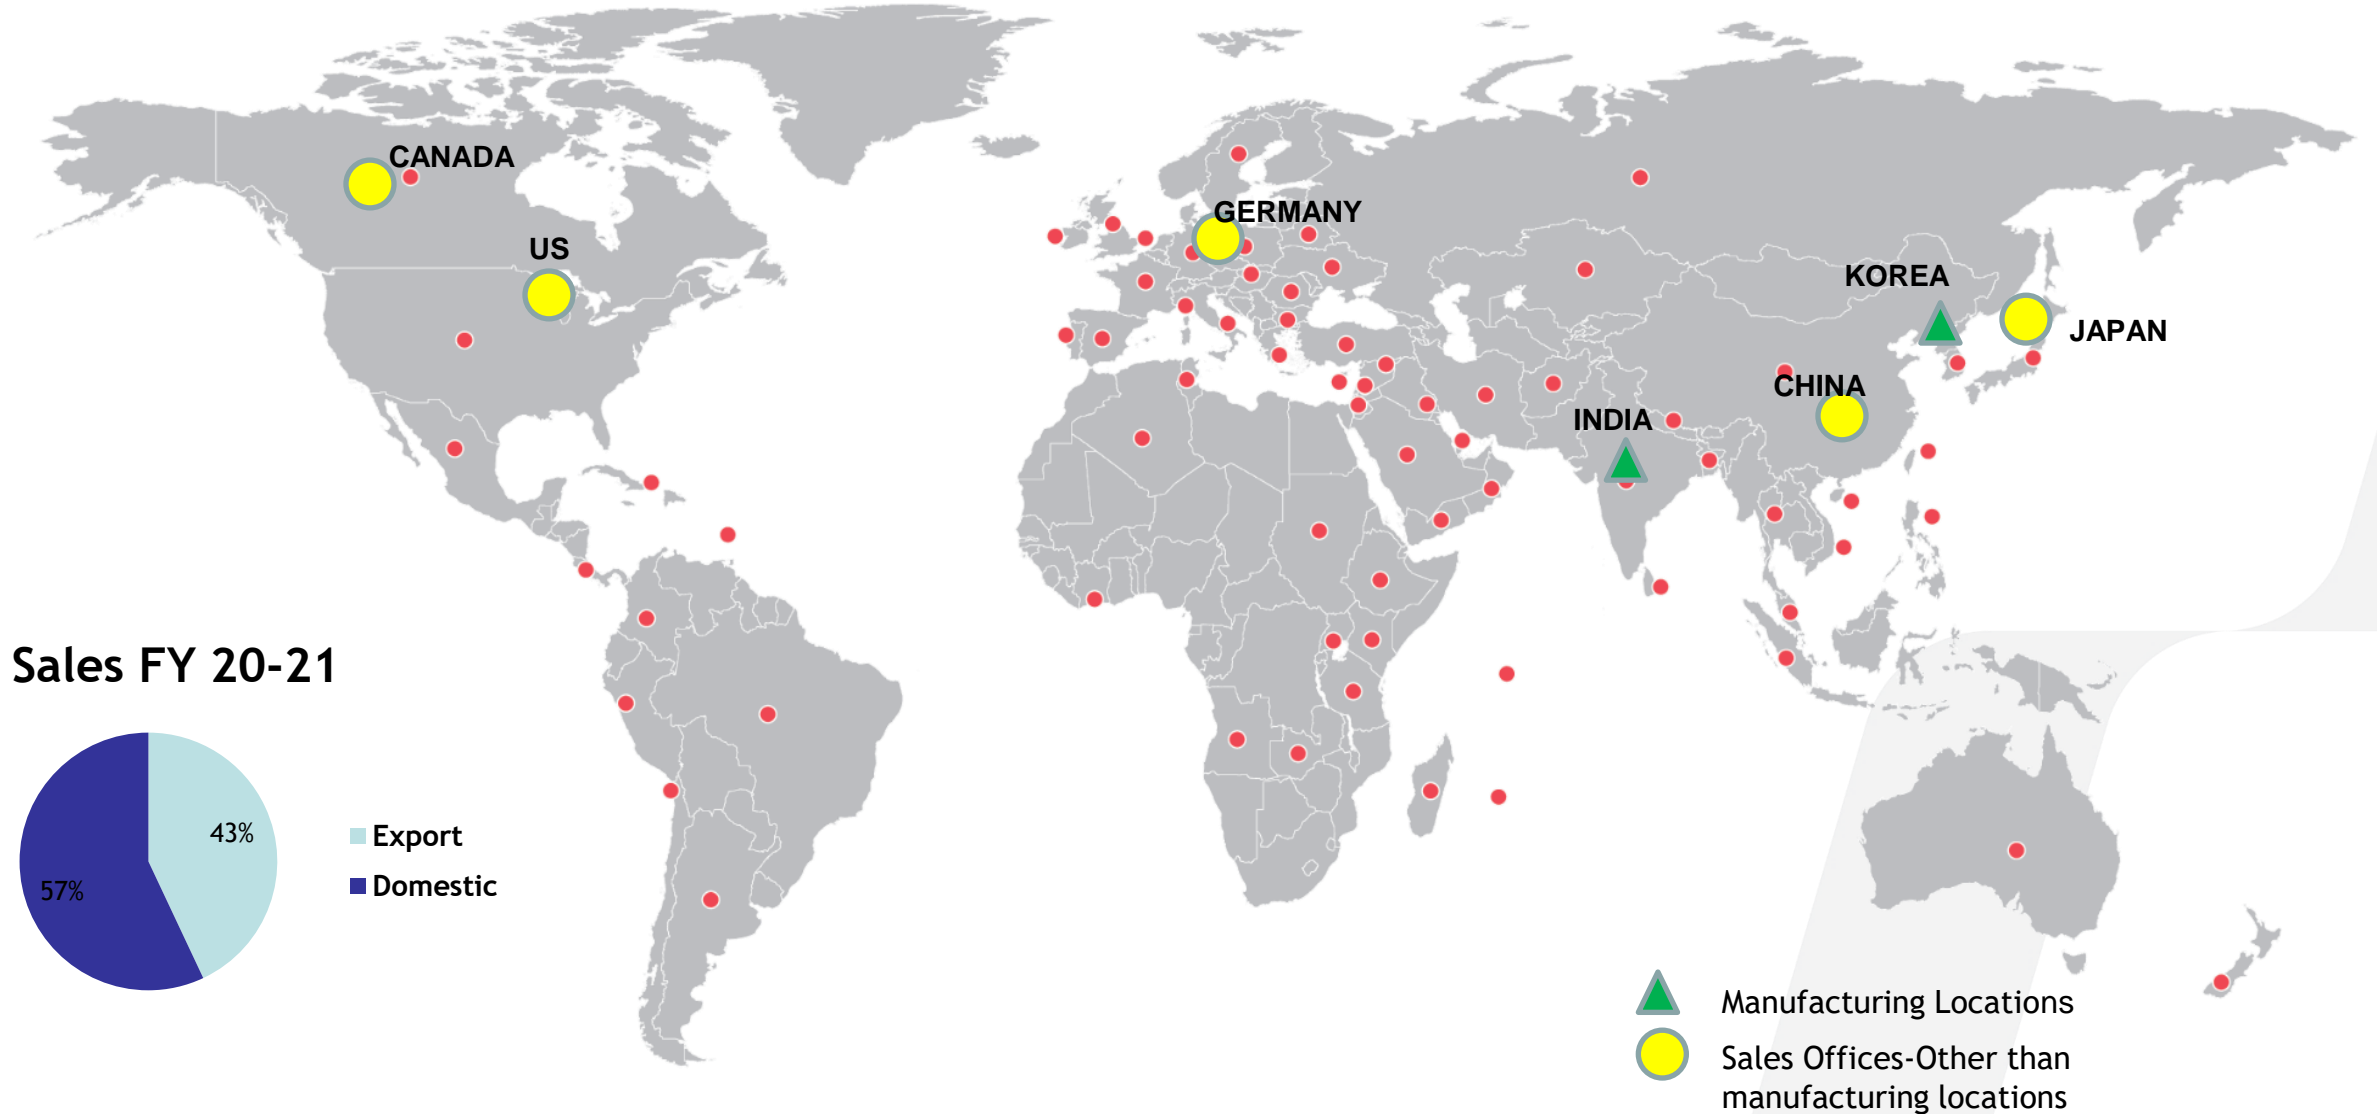 CANADA
US
GERMANY
KOREA
JAPAN
CHINA
INDIA
Sales FY 20-21
43%
57%
Export
Domestic
Manufacturing Locations
Sales Offices-Other than
manufacturing locations